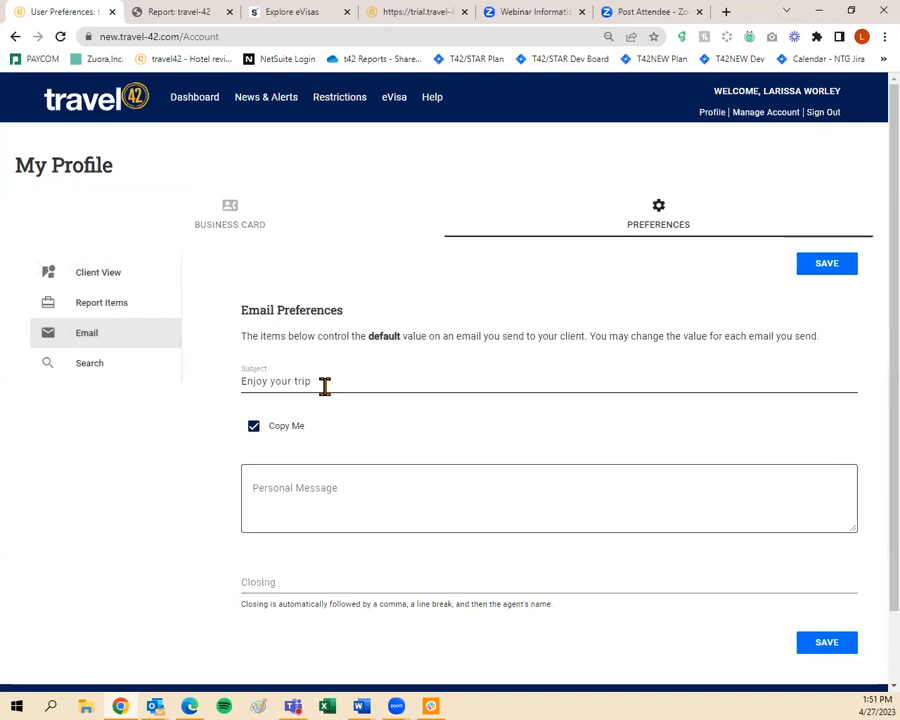 User Preferences: t
Report: travel-42
Explore eVisas
https://trial.travel-4
Webinar Informati
Post Attendee - Zo
new.travel-42.com/Account
L
PAYCOM
Zuora,Inc.
travel42 - Hotel revi...
NetSuite Login
t42 Reports - Share...
T42/STAR Plan
T42/STAR Dev Board
T42NEW Plan
T42NEW Dev
Calendar - NTG Jira
travel 42
Dashboard
News & Alerts
Restrictions
eVisa
Help
WELCOME, LARISSA WORLEY
Profile | Manage Account | Sign Out
My Profile
BUSINESS CARD
PREFERENCES
Client View
Report Items
Email
Search
SAVE
Email Preferences
The items below control the default value on an email you send to your client. You may change the value for each email you send.
Subject
Enjoy your trip
Copy Me
Personal Message
Closing
Closing is automatically followed by a comma, a line break, and then the agent's name.
SAVE
zoom
1:51 PM
4/27/2023